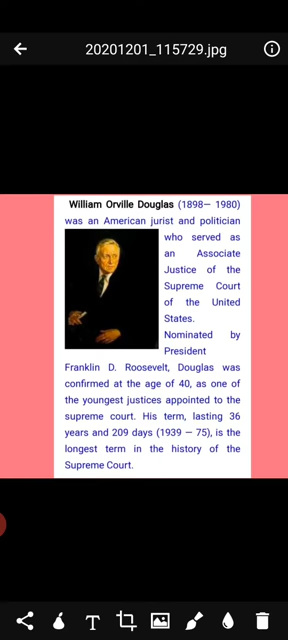 20201201_115729.jpg
William Orville Douglas (1898— 1980)
was an American jurist and politician
who served as
an Associate
Justice of the
Supreme Court
of the United
States.
Nominated by
President
Franklin D. Roosevelt, Douglas was
confirmed at the age of 40, as one of
the youngest justices appointed to the
supreme court. His term, lasting 36
years and 209 days (1939 — 75), is the
longest term in the history of the
Supreme Court.
T